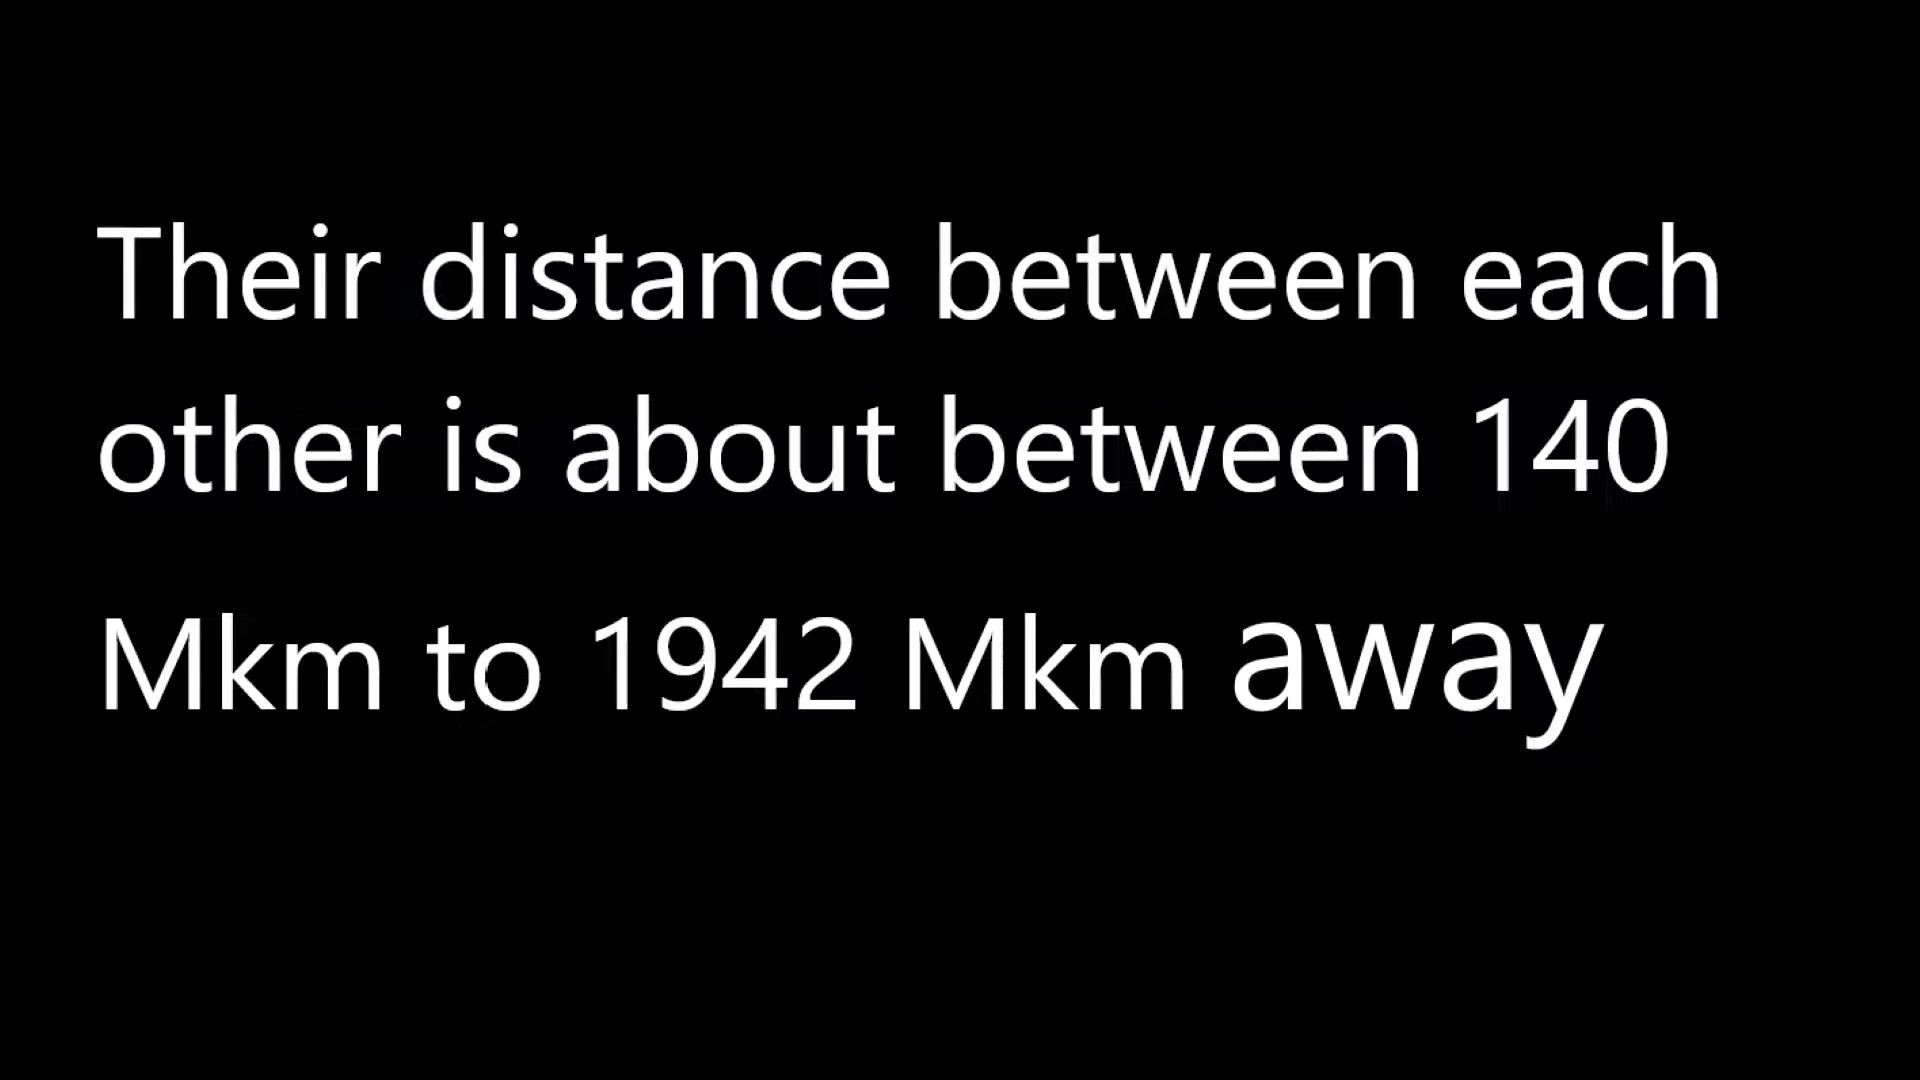 Their distance between each
other is about between 140
Mkm to 1942 Mkm away